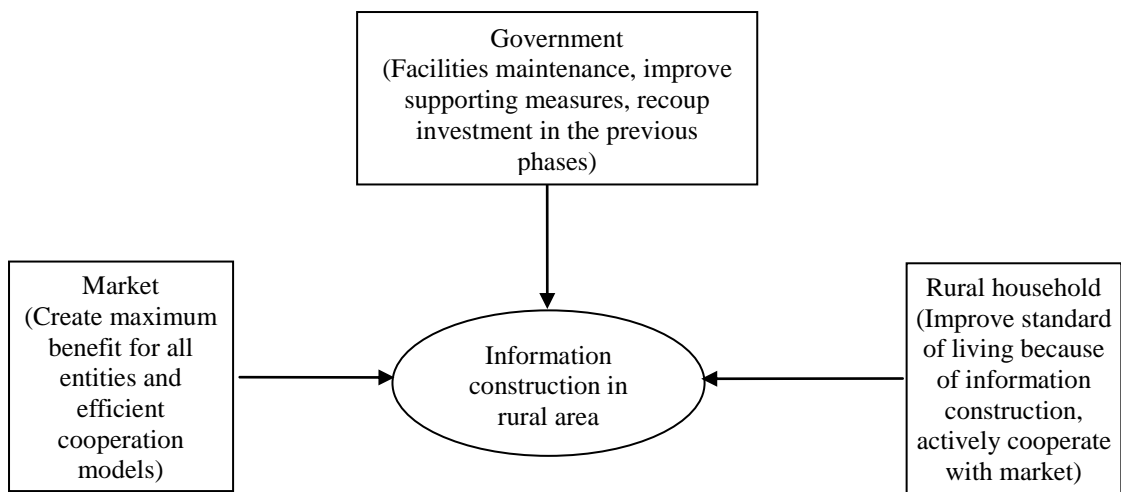 Government
(Facilities maintenance, improve
supporting measures, recoup
investment in the previous
phases)
Market
(Create maximum
benefit for all
entities and
efficient
cooperation
models)
Information
construction in
rural area
Rural household
(Improve standard
of living because
of information
construction,
actively cooperate
with market)